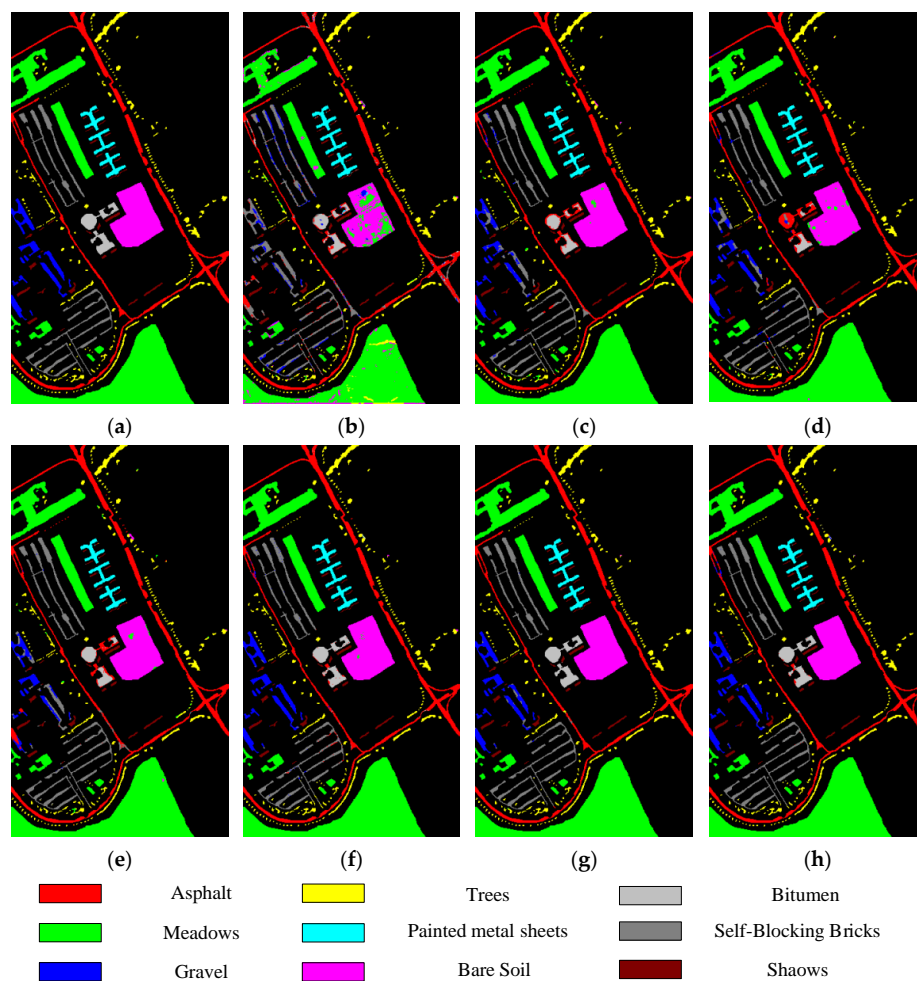 (a) (b) (c) (d)
(e) (f) (g) (h)
Asphalt Trees Bitumen
Meadows Painted metal sheets Self-Blocking Bricks
Gravel Bare Soil Shaows